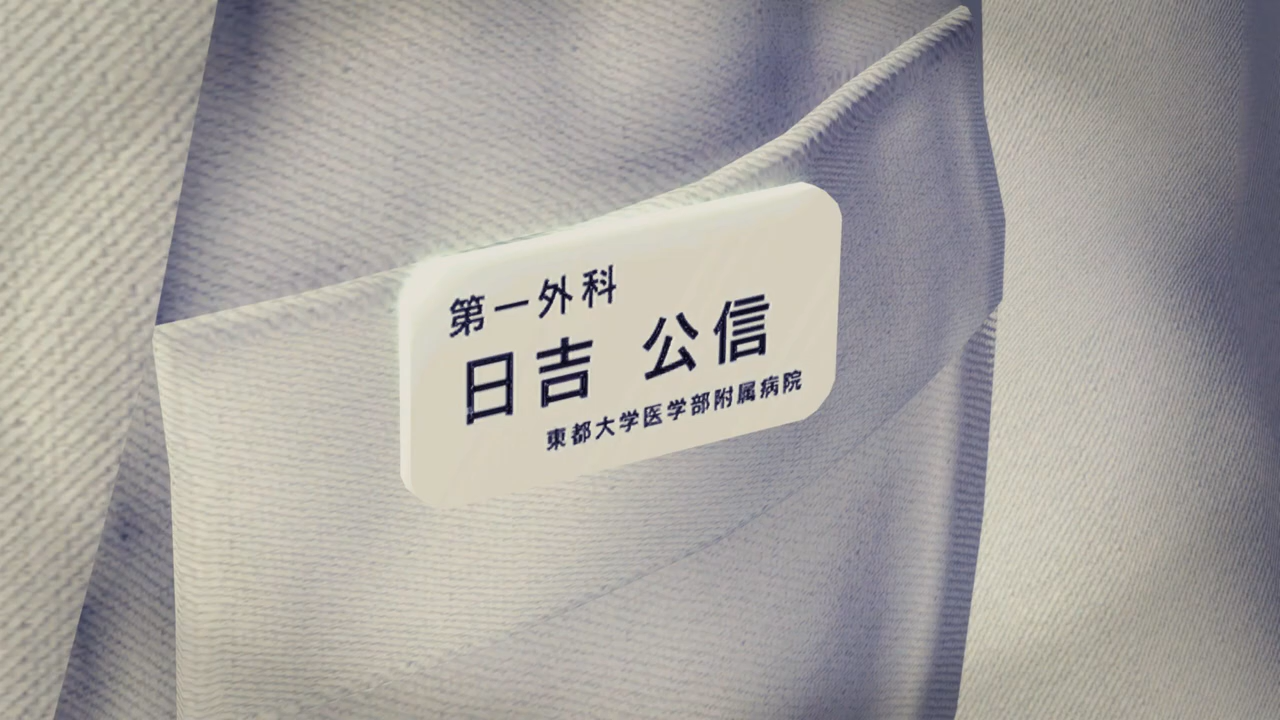 第一外科
日吉 公信
東都大学医学部附属病院